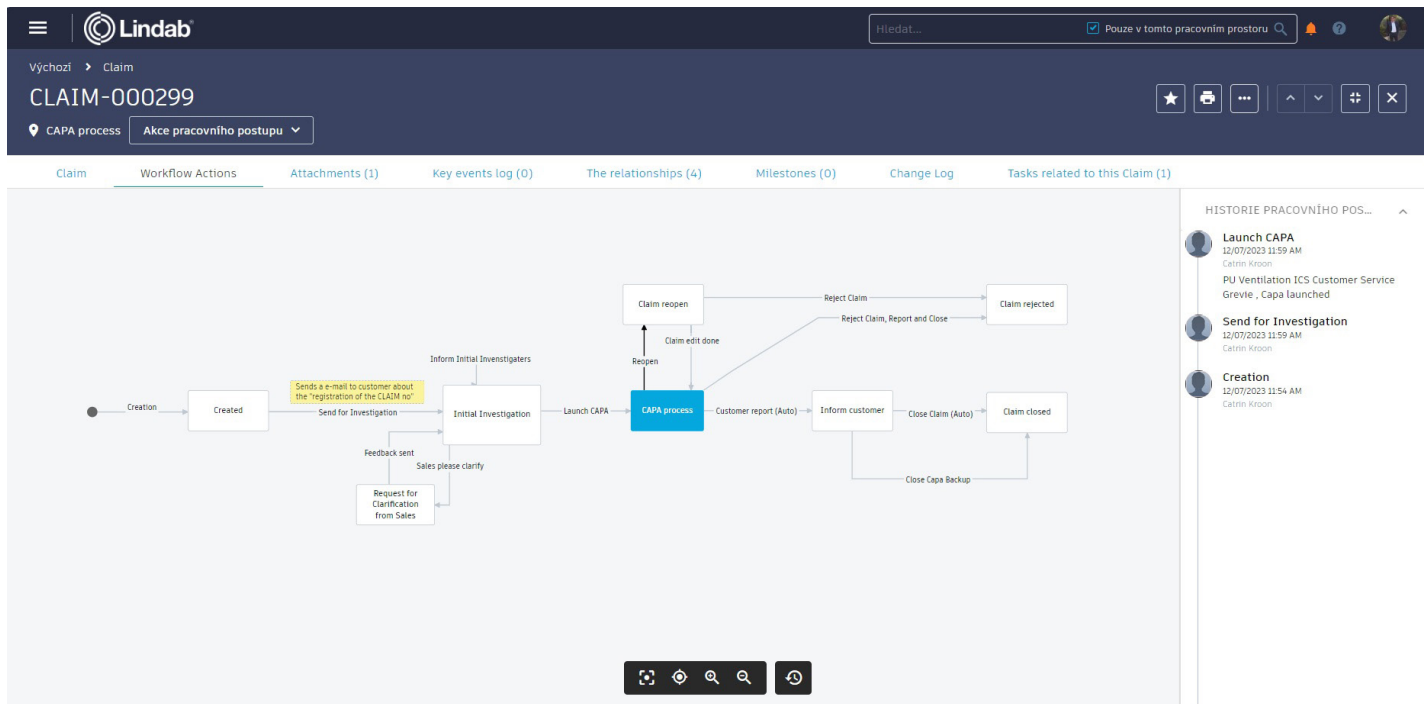 Lindab
Hledat...
Pouze v tomto pracovním prostoru
Výchozí > Claim
CLAIM-000299
CAPA process
Akce pracovního postupu
Claim
Workflow Actions
Attachments (1)
Key events log (0)
The relationships (4)
Milestones (0)
Change Log
Tasks related to this Claim (1)
Claim reopen
Reject Claim
Claim rejected
Reject Claim, Report and Close
Claim edit done
Reopen
Inform Initial Invenstigaters
Sends a e-mail to customer about
the "registration of the CLAIM no"
Creation
Created
Send for Investigation
Initial Investigation
Launch CAPA
CAPA process
Customer report (Auto)
Inform customer
Close Claim (Auto)
Claim closed
Feedback sent
Sales please clarify
Close Capa Backup
Request for
Clarification
from Sales
HISTORIE PRACOVNÍHO POS...
Launch CAPA
12/07/2023 11:59 AM
Catrin Kroon
PU Ventilation ICS Customer Service
Grevie , Capa launched
Send for Investigation
12/07/2023 11:59 AM
Catrin Kroon
Creation
12/07/2023 11:54 AM
Catrin Kroon